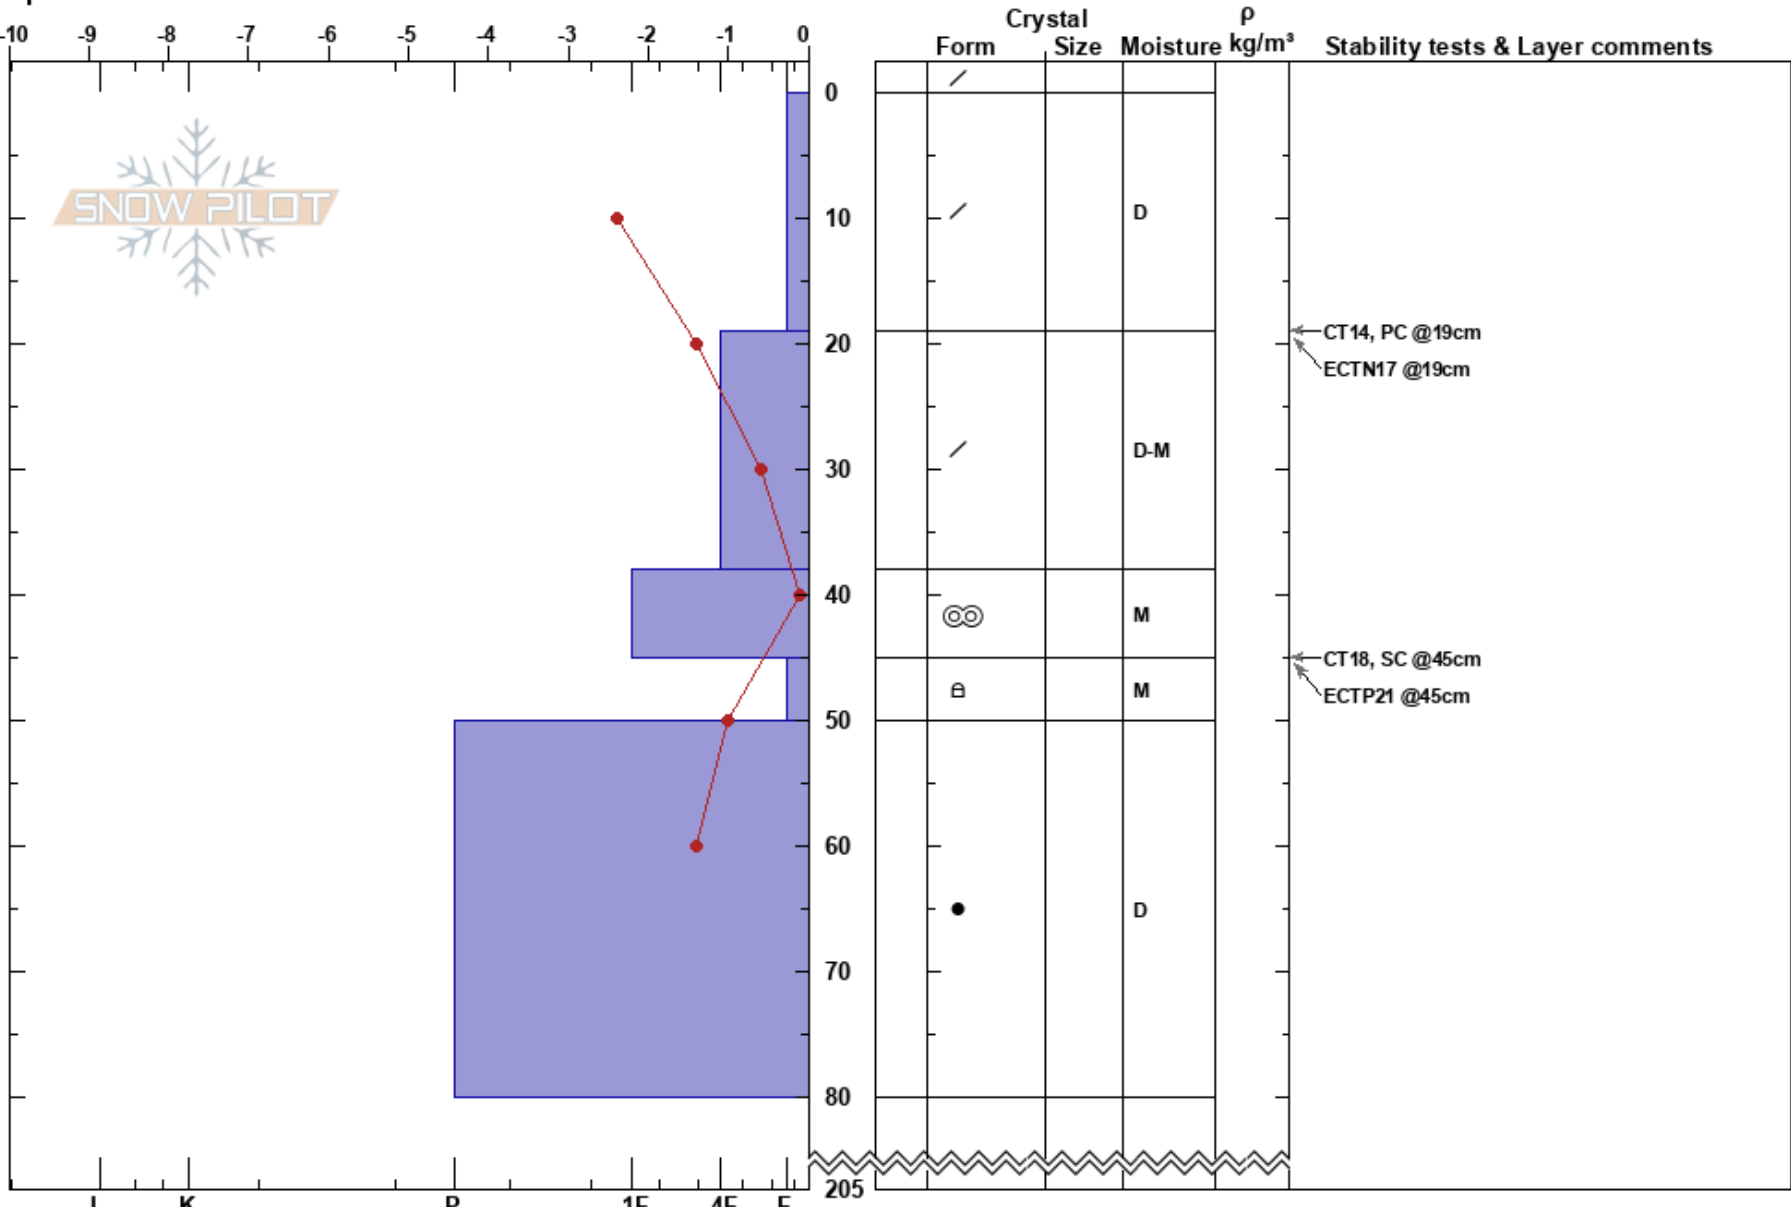 -10 -9 -8 -7 -6 -5 -4 -3 -2 -1 0
Crystal
Form Size Moisture
ρ
kg/m³
Stability tests & Layer comments
SNOW PILOT
0
10 D
CT14, PC @19cm
20
ECTN17 @19cm
D-M
30
40
M
CT18, SC @45cm
M
ECTP21 @45cm
50
60
D
70
80
205
I K P 1F 4F F